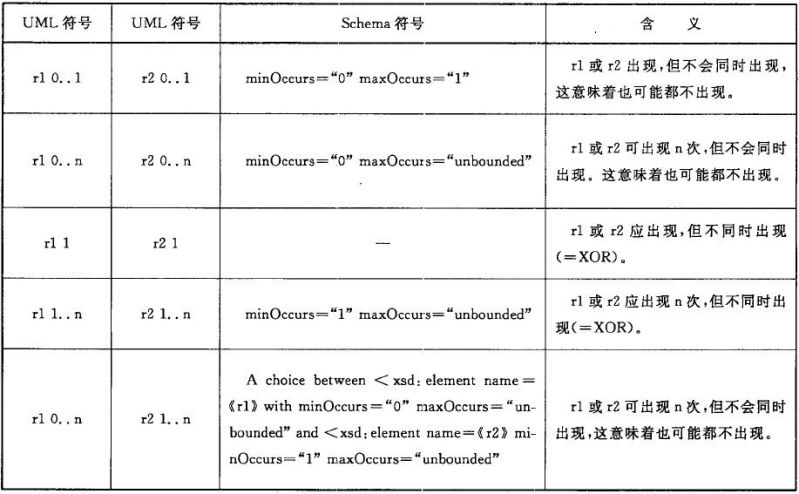 UML 符号 UML 符号 Schema 符号 含 义
r1 0..1 r2 0..1 minOccurs=“0” maxOccurs=“1” r1 或 r2 出现,但不会同时出现,
这意味着也可能都不出现。
r1 0..n r2 0..n minOccurs=“0” maxOccurs=“unbounded” r1 或 r2 可出现 n 次,但不会同时
出现。这意味着也可能都不出现。
r1 1 r2 1 — r1 或 r2 应出现,但不同时出现
(=XOR)。
r1 1..n r2 1..n minOccurs=“1” maxOccurs=“unbounded” r1 或 r2 应出现 n 次,但不同时出
现(=XOR)。
r1 0..n r2 1..n A choice between <xsd:element name=
《r1》with minOccurs=“0” maxOccurs=“un-
bounded” and <xsd:element name=《r2》mi-
nOccurs=“1” maxOccurs=“unbounded”
r1 或 r2 可出现 n 次,但不会同时
出现,这意味着也可能都不出现。